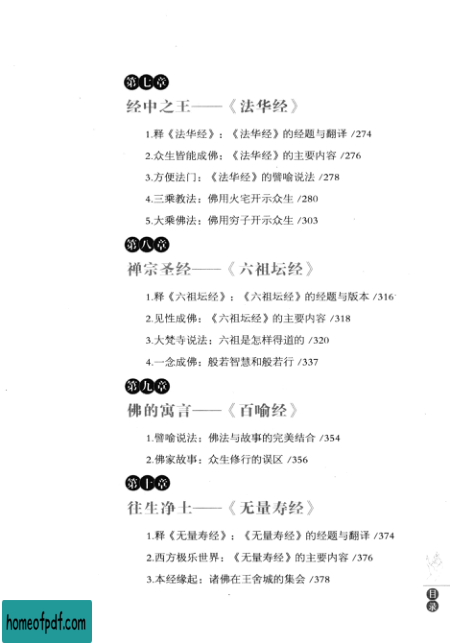 第七章
经中之王——《法华经》
1.释《法华经》：《法华经》的经题与翻译 /274
2.众生皆能成佛：《法华经》的主要内容 /276
3.方便法门：《法华经》的譬喻说法 /278
4.三乘教法：佛用火宅开示众生 /280
5.大乘佛法：佛用穷子开示众生 /303
第八章
禅宗圣经——《六祖坛经》
1.释《六祖坛经》：《六祖坛经》的经题与版本 /316
2.见性成佛：《六祖坛经》的主要内容 /318
3.大梵寺说法：六祖是怎样得道的 /320
4.一念成佛：般若智慧和般若行 /337
第九章
佛的寓言——《百喻经》
1.譬喻说法：佛法与故事的完美结合 /354
2.佛家故事：众生修行的误区 /356
第十章
往生净土——《无量寿经》
1.释《无量寿经》：《无量寿经》的经题与翻译 /374
2.西方极乐世界：《无量寿经》的主要内容 /376
3.本经缘起：诸佛在王舍城的集会 /378
目录
homeofpdf.com